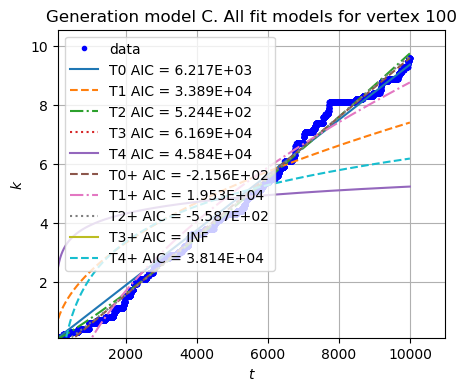 Generation model C. All fit models for vertex 100
data
T0 AIC = 6.217E+03
T1 AIC = 3.389E+04
T2 AIC = 5.244E+02
T3 AIC = 6.169E+04
T4 AIC = 4.584E+04
T0+ AIC = -2.156E+02
T1+ AIC = 1.953E+04
T2+ AIC = -5.587E+02
T3+ AIC = INF
T4+ AIC = 3.814E+04
k
10
8
6
4
2
2000 4000 6000 8000 10000
t